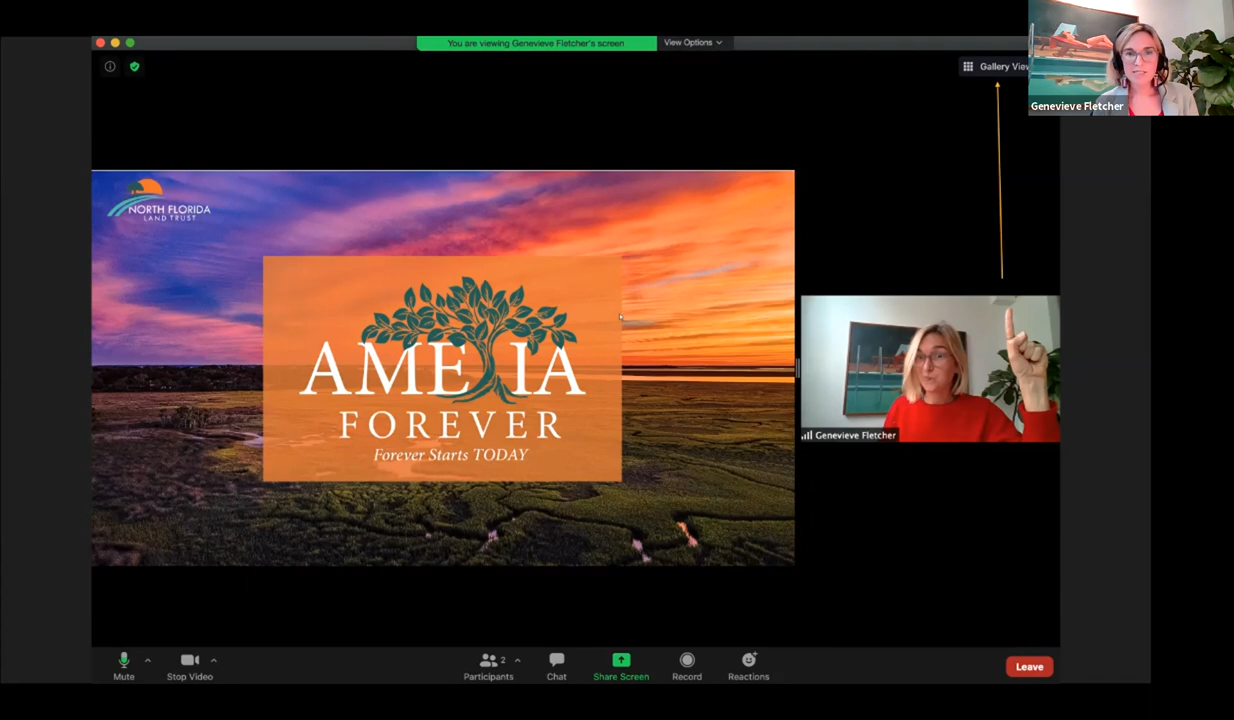 You are viewing Genevieve Fletcher's screen
View Options
Gallery View
Genevieve Fletcher
NORTH FLORIDA
LAND TRUST
AMELIA
FOREVER
Forever Starts TODAY
Genevieve Fletcher
Mute
Stop Video
Participants
2
Chat
Share Screen
Record
Reactions
Leave